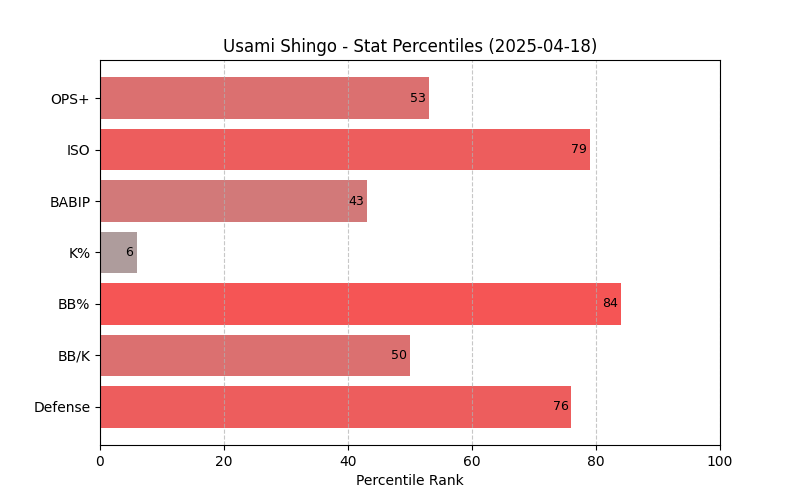 Usami Shingo - Stat Percentiles (2025-04-18)
OPS+ 53
ISO 79
BABIP 43
K% 6
BB% 84
BB/K 50
Defense 76
0 20 40 60 80 100
Percentile Rank